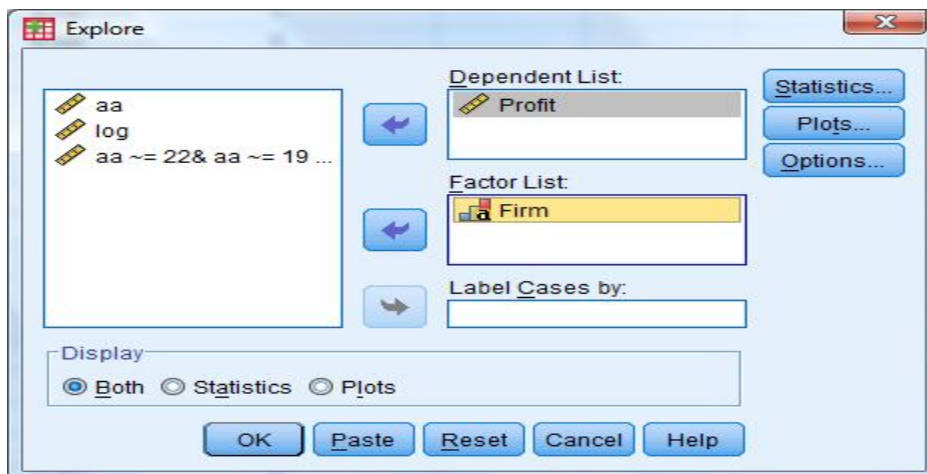 Explore
aa
log
aa ~= 22& aa ~= 19 ...
Dependent List:
Profit
Factor List:
a Firm
Label Cases by:
Statistics...
Plots...
Options...
Display
Both Statistics Plots
OK Paste Reset Cancel Help